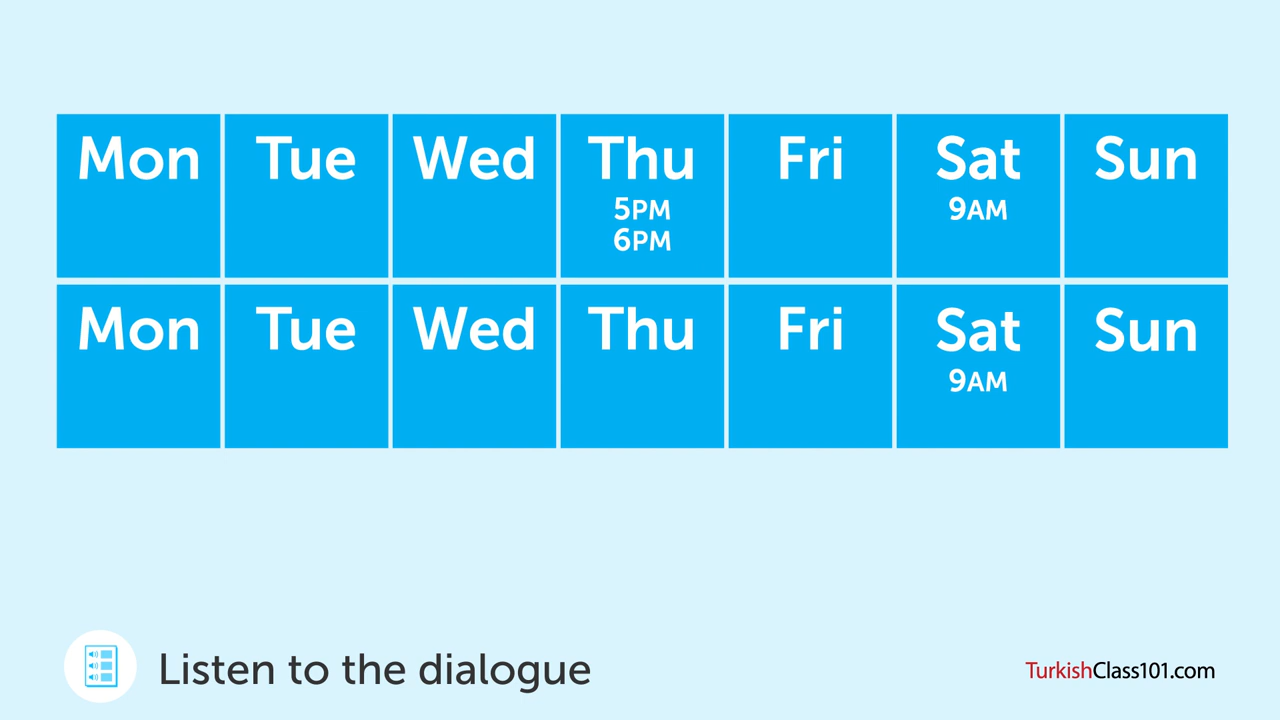 Mon Tue Wed Thu Fri Sat Sun
5PM 9AM
6PM
Mon Tue Wed Thu Fri Sat Sun
9AM
Listen to the dialogue
TurkishClass101.com